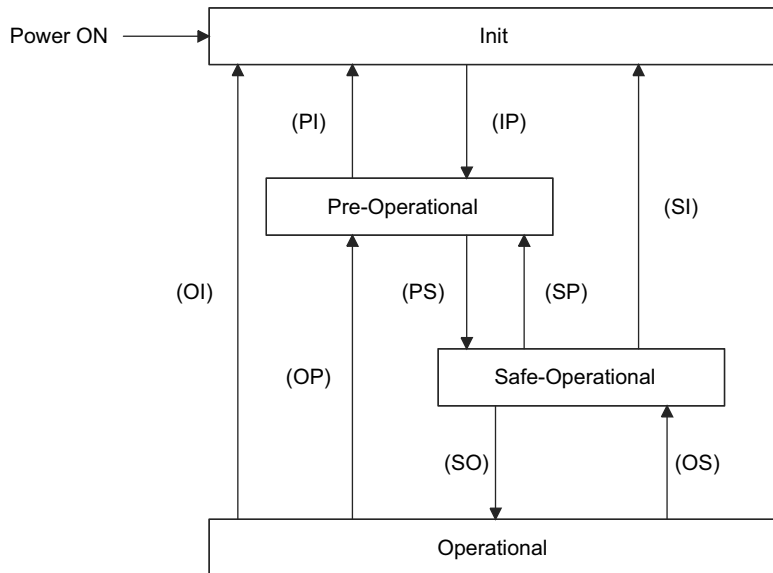 Power ON
Init
(PI)
(IP)
Pre-Operational
(SI)
(OI)
(PS)
(SP)
(OP)
Safe-Operational
(SO)
(OS)
Operational